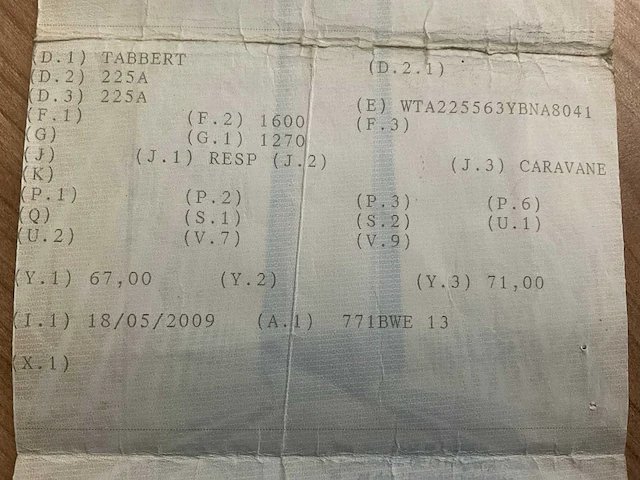 (D.1) TABBERT
(D.2) 225A (D.2.1)
(D.3) 225A
(E) WTA225563YBNA8041
(F.1) (F.2) 1600 (F.3)
(G) (G.1) 1270
(J) (J.1) RESP (J.2) (J.3) CARAVANE
(K)
(P.1) (P.2) (P.3) (P.6)
(Q) (S.1) (S.2) (U.1)
(U.2) (V.7) (V.9)
(Y.1) 67,00 (Y.2) (Y.3) 71,00
(I.1) 18/05/2009 (A.1) 771BWE 13
(X.1)